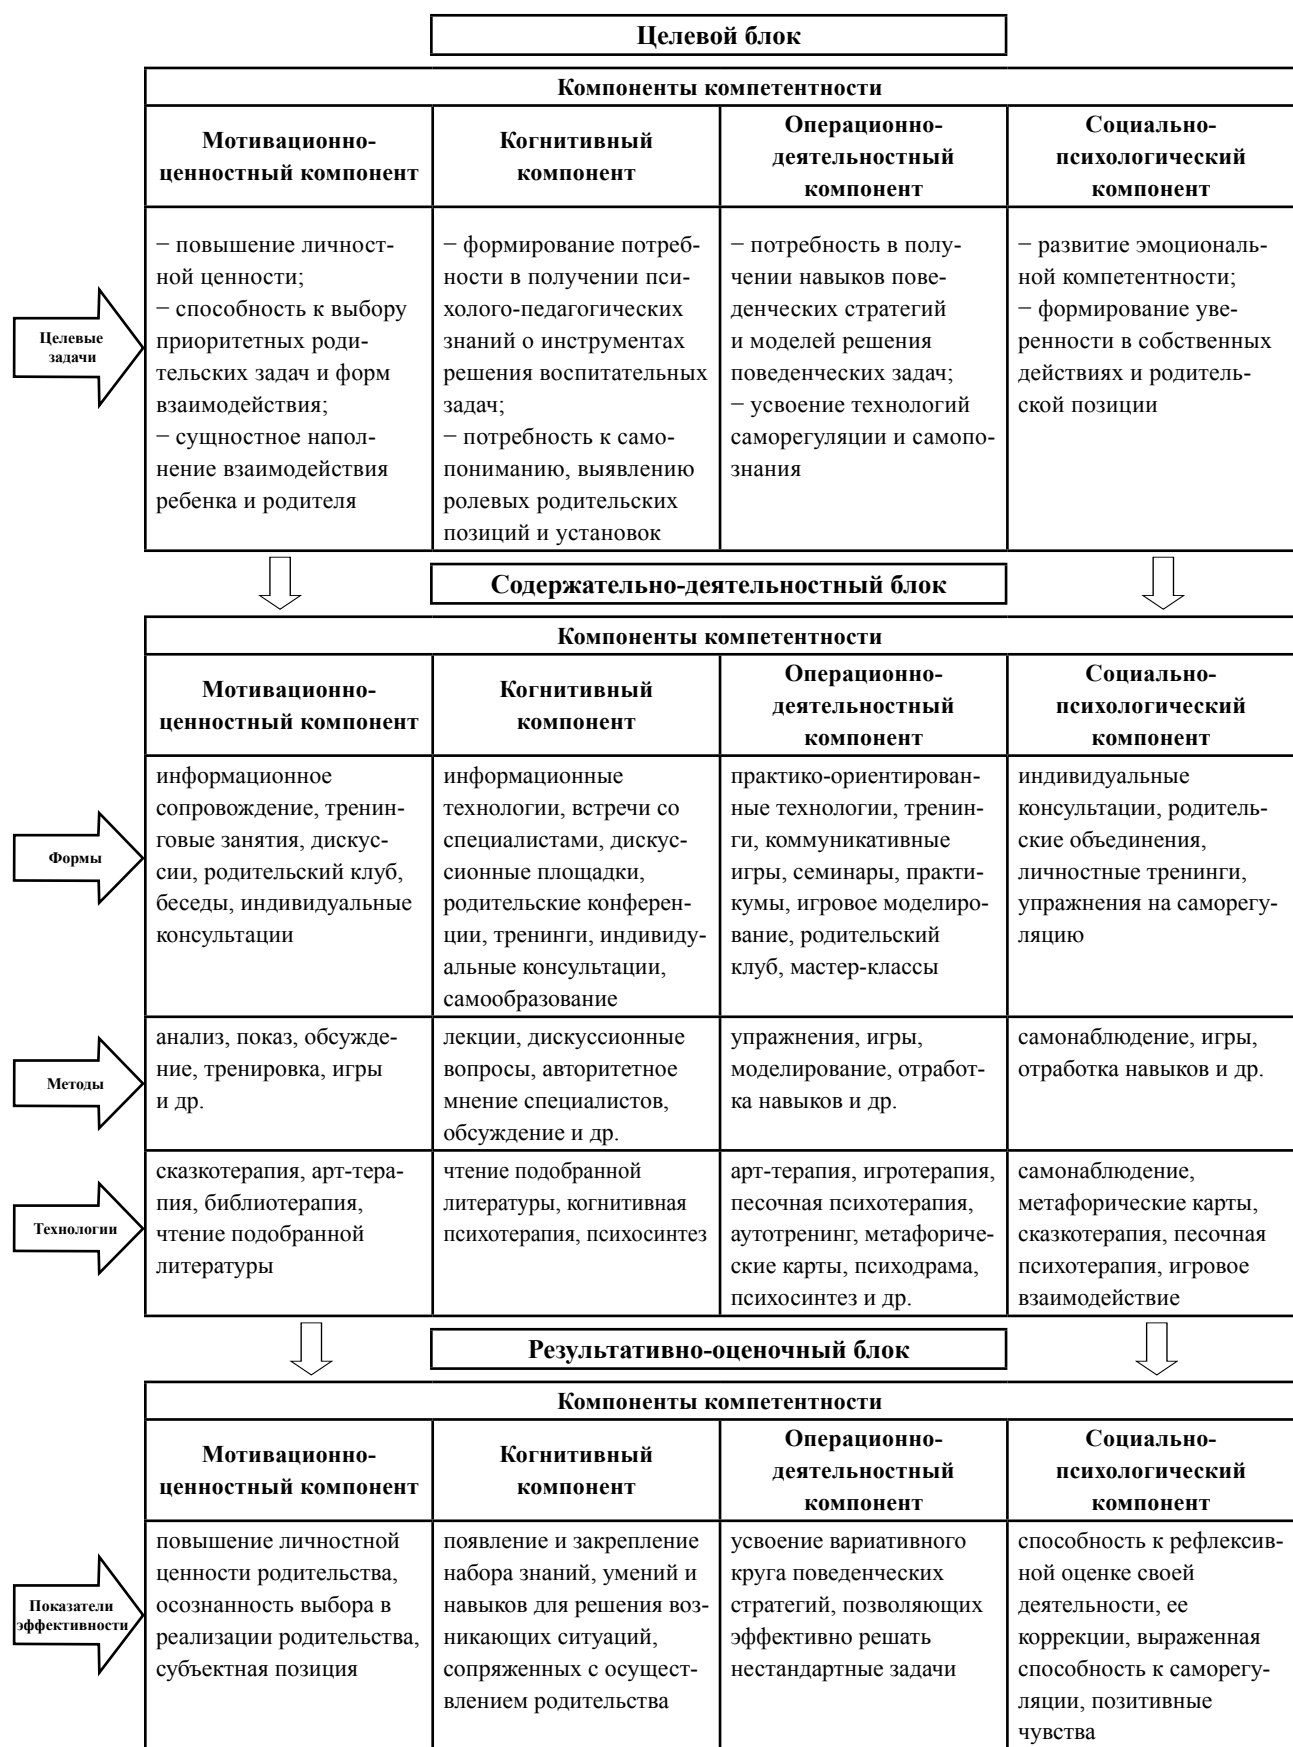 Целевой блок
Компоненты компетентности
Мотивационно-
ценностный компонент
Когнитивный
компонент
Операционно-
деятельностный
компонент
Социально-
психологический
компонент
Целевые
задачи
− повышение личност-
ной ценности;
− способность к выбору
приоритетных роди-
тельских задач и форм
взаимодействия;
− сущностное напол-
нение взаимодействия
ребенка и родителя
− формирование потреб-
ности в получении пси-
холого-педагогических
знаний о инструментах
решения воспитательных
задач;
− потребность к само-
пониманию, выявлению
ролевых родительских
позиций и установок
− потребность в полу-
чении навыков пове-
денческих стратегий
и моделей решения
поведенческих задач;
− усвоение технологий
саморегуляции и самопо-
знания
− развитие эмоциональ-
ной компетентности;
− формирование уве-
ренности в собственных
действиях и родитель-
ской позиции
Содержательно-деятельностный блок
Компоненты компетентности
Мотивационно-
ценностный компонент
Когнитивный
компонент
Операционно-
деятельностный
компонент
Социально-
психологический
компонент
Формы
информационное
сопровождение, тренин-
говые занятия, дискус-
сии, родительский клуб,
беседы, индивидуальные
консультации
информационные
технологии, встречи со
специалистами, дискус-
сионные площадки,
родительские конферен-
ции, тренинги, индивиду-
альные консультации,
самообразование
практико-ориентирован-
ные технологии, тренин-
ги, коммуникативные
игры, семинары, практи-
кумы, игровое моделиро-
вание, родительский
клуб, мастер-классы
индивидуальные
консультации, родитель-
ские объединения,
личностные тренинги,
упражнения на саморегу-
ляцию
Методы
анализ, показ, обсужде-
ние, тренировка, игры
и др.
лекции, дискуссионные
вопросы, авторитетное
мнение специалистов,
обсуждение и др.
упражнения, игры,
моделирование, отработ-
ка навыков и др.
самонаблюдение, игры,
отработка навыков и др.
Технологии
сказкотерапия, арт-тера-
пия, библиотерапия,
чтение подобранной
литературы
чтение подобранной
литературы, когнитивная
психотерапия, психосинтез
арт-терапия, игротерапия,
песочная психотерапия,
аутотренинг, метафориче-
ские карты, психодрама,
психосинтез и др.
самонаблюдение,
метафорические карты,
сказкотерапия, песочная
психотерапия, игровое
взаимодействие
Результативно-оценочный блок
Компоненты компетентности
Мотивационно-
ценностный компонент
Когнитивный
компонент
Операционно-
деятельностный
компонент
Социально-
психологический
компонент
Показатели
эффективности
повышение личностной
ценности родительства,
осознанность выбора в
реализации родительства,
субъектная позиция
появление и закрепление
набора знаний, умений и
навыков для решения воз-
никающих ситуаций,
сопряженных с осущест-
влением родительства
усвоение вариативного
круга поведенческих
стратегий, позволяющих
эффективно решать
нестандартные задачи
способность к рефлексив-
ной оценке своей
деятельности, ее
коррекции, выраженная
способность к саморегу-
ляции, позитивные
чувства